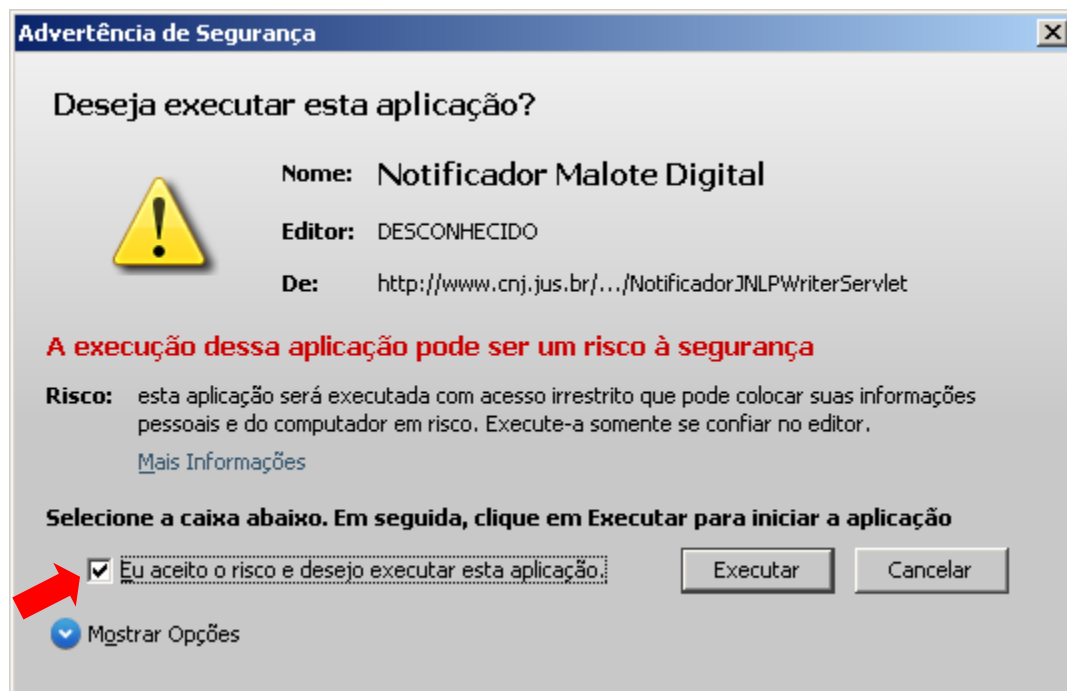 Advertência de Segurança
Deseja executar esta aplicação?
Nome: Notificador Malote Digital
Editor: DESCONHECIDO
De: http://www.cnj.jus.br/.../NotificadorJNLPWriterServlet
A execução dessa aplicação pode ser um risco à segurança
Risco: esta aplicação será executada com acesso irrestrito que pode colocar suas informações
pessoais e do computador em risco. Execute-a somente se confiar no editor.
Mais Informações
Selecione a caixa abaixo. Em seguida, clique em Executar para iniciar a aplicação
Eu aceito o risco e desejo executar esta aplicação. Executar Cancelar
Mostrar Opções